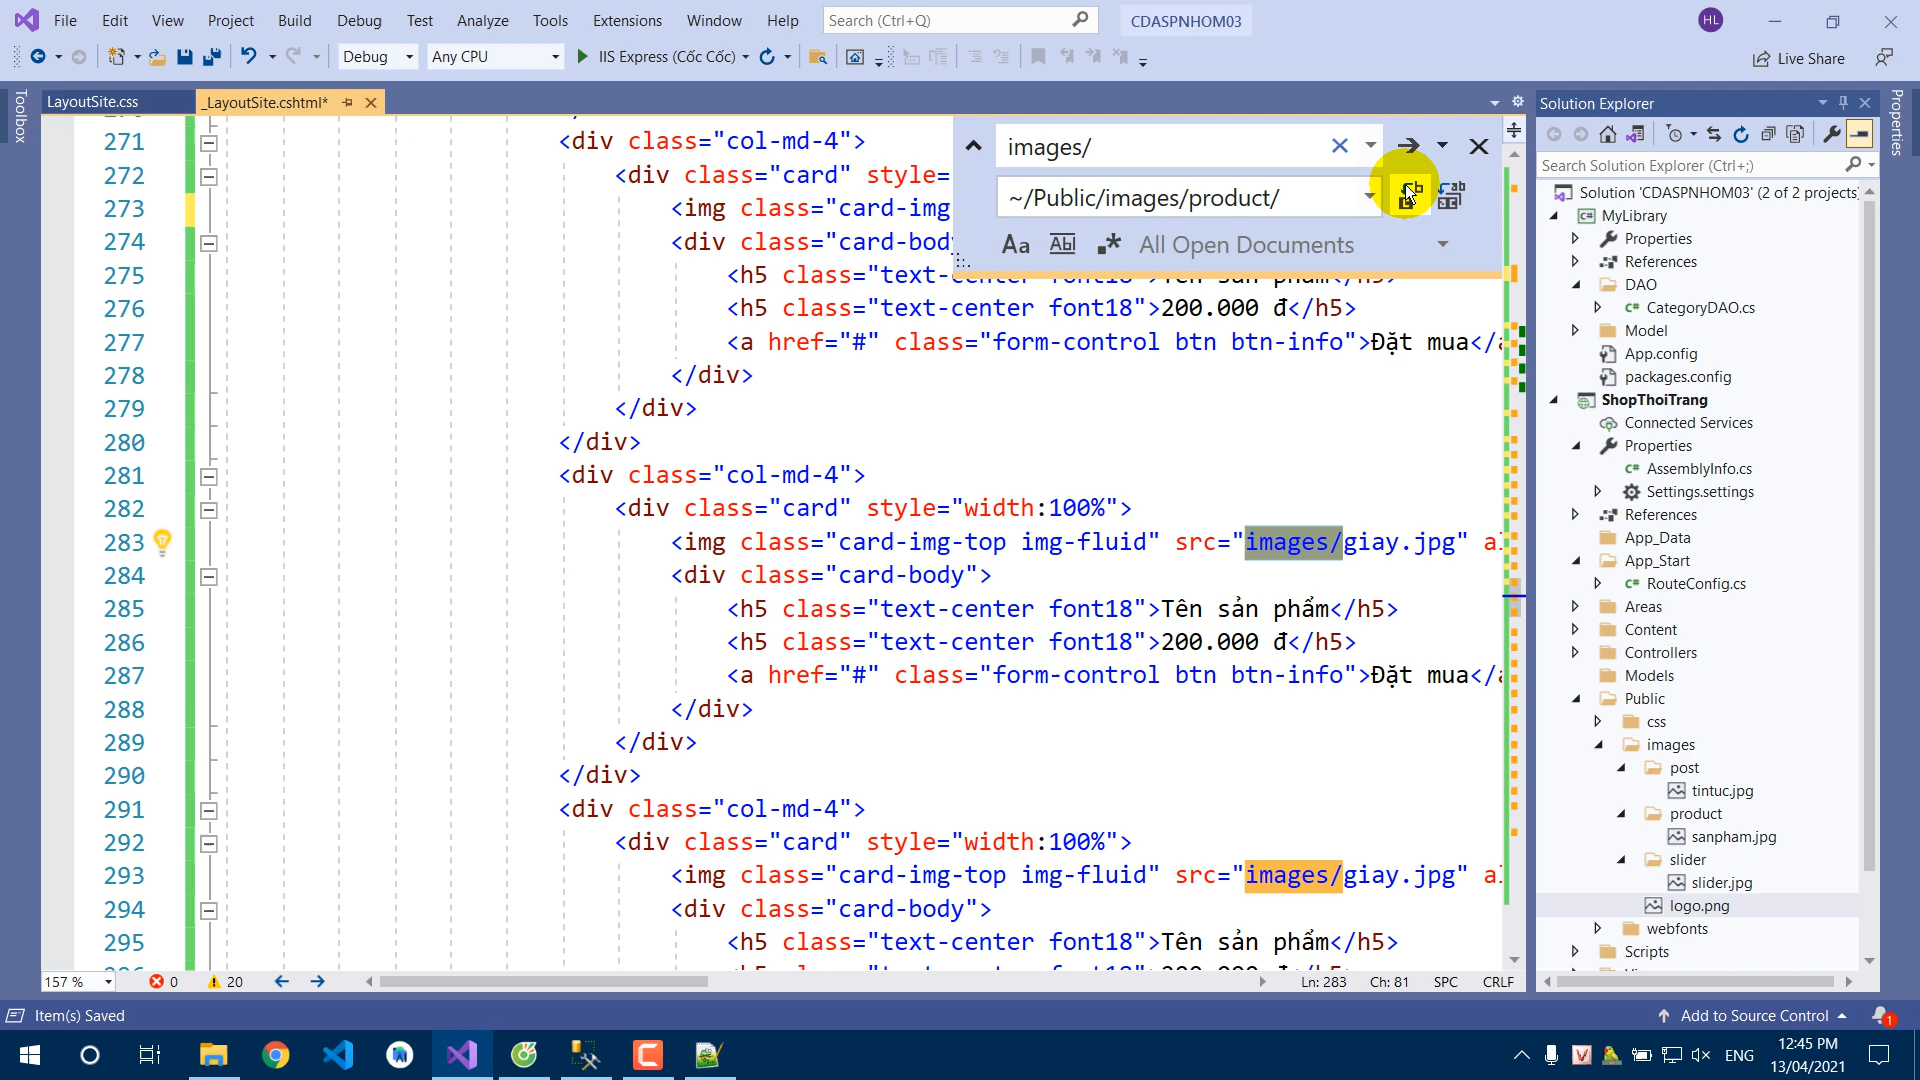 File Edit View Project Build Debug Test Analyze Tools Extensions Window Help Search (Ctrl+Q) CDASPNHOM03 HL
Debug Any CPU IIS Express (Cốc Cốc) Live Share
Toolbox
LayoutSite.css _LayoutSite.cshtml*
images/
~/Public/images/product/
Aa Abl .* All Open Documents
271 <div class="col-md-4">
272 <div class="card" style=
273 <img class="card-img
274 <div class="card-body
275 <h5 class="text-center font18">Tên sản phẩm</h5>
276 <h5 class="text-center font18">200.000 đ</h5>
277 <a href="#" class="form-control btn btn-info">Đặt mua</a
278 </div>
279 </div>
280 </div>
281 <div class="col-md-4">
282 <div class="card" style="width:100%">
283 <img class="card-img-top img-fluid" src="images/giay.jpg" al
284 <div class="card-body">
285 <h5 class="text-center font18">Tên sản phẩm</h5>
286 <h5 class="text-center font18">200.000 đ</h5>
287 <a href="#" class="form-control btn btn-info">Đặt mua</a
288 </div>
289 </div>
290 </div>
291 <div class="col-md-4">
292 <div class="card" style="width:100%">
293 <img class="card-img-top img-fluid" src="images/giay.jpg" al
294 <div class="card-body">
295 <h5 class="text-center font18">Tên sản phẩm</h5>
157 % 0 20 Ln: 283 Ch: 81 SPC CRLF
Solution Explorer
Search Solution Explorer (Ctrl+;)
Solution 'CDASPNHOM03' (2 of 2 projects)
MyLibrary
Properties
References
DAO
C# CategoryDAO.cs
Model
App.config
packages.config
ShopThoiTrang
Connected Services
Properties
C# AssemblyInfo.cs
Settings.settings
References
App_Data
App_Start
C# RouteConfig.cs
Areas
Content
Controllers
Models
Public
css
images
post
tintuc.jpg
product
sanpham.jpg
slider
slider.jpg
logo.png
webfonts
Scripts
Properties
Item(s) Saved Add to Source Control 1
ENG 12:45 PM
13/04/2021